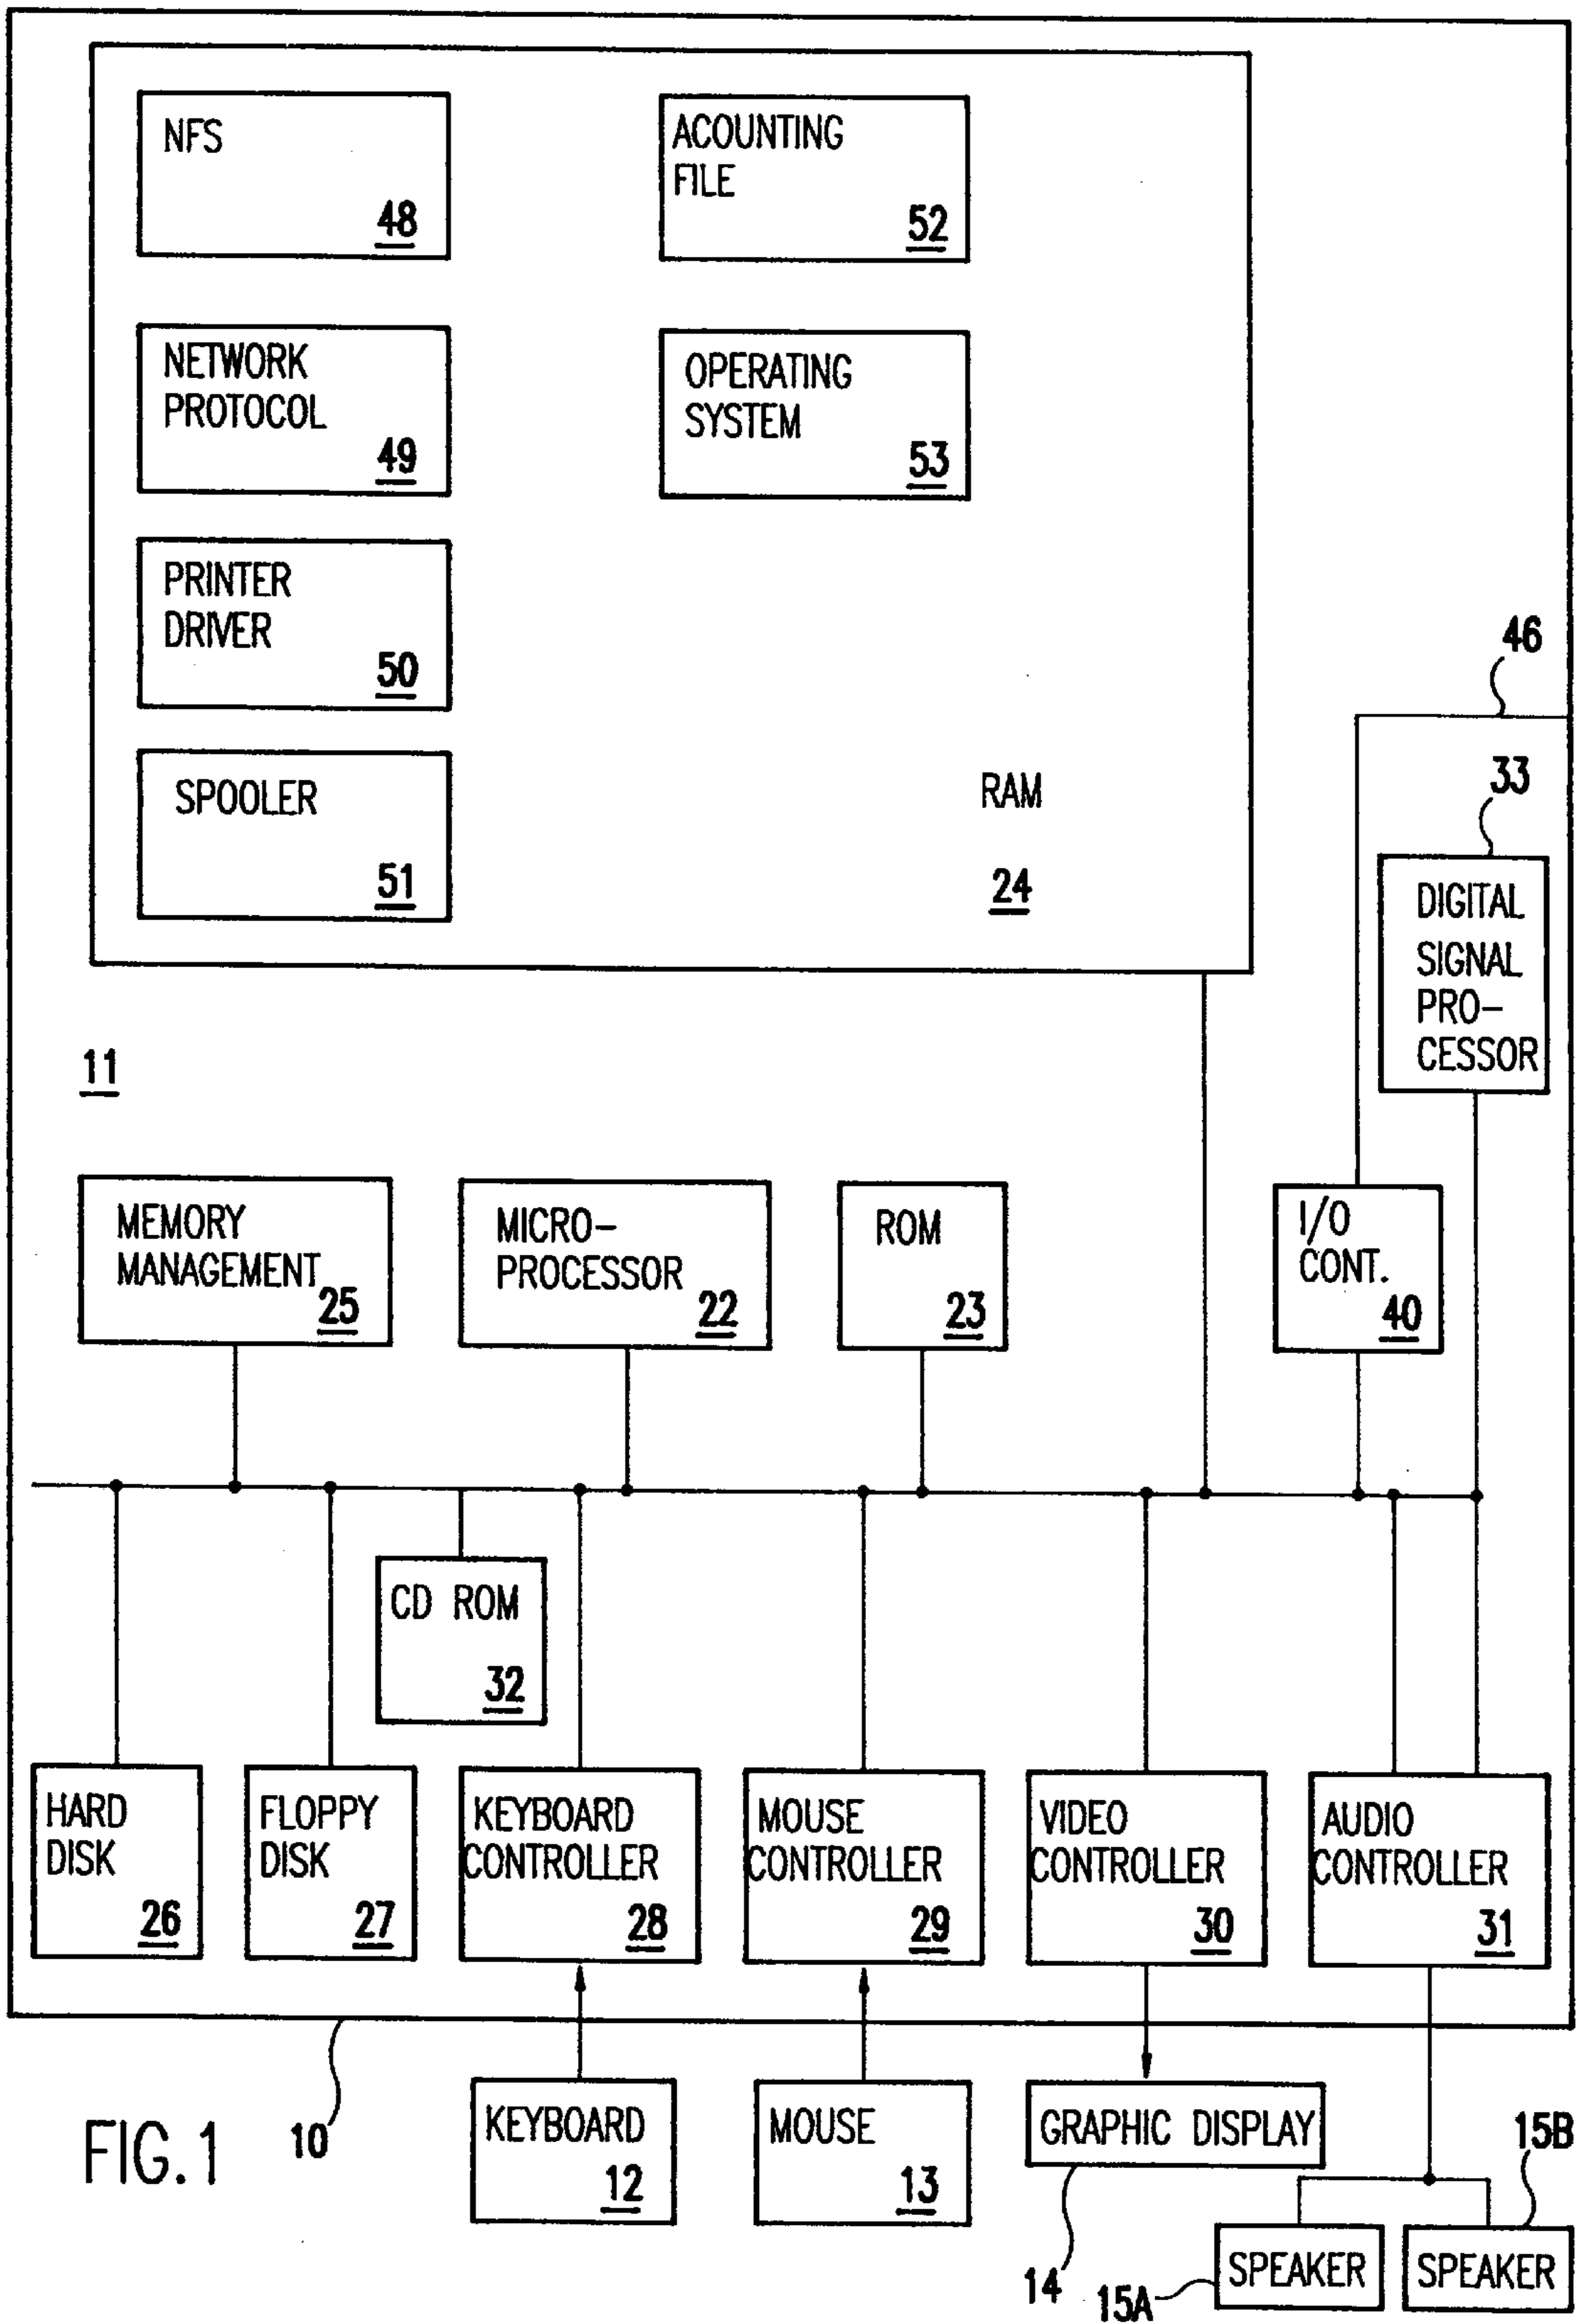 NFS
48
ACOUNTING
FILE
52
NETWORK
PROTOCOL
49
OPERATING
SYSTEM
53
PRINTER
DRIVER
50
SPOOLER
51
RAM
24
46
33
DIGITAL
SIGNAL
PRO-
CESSOR
11
MEMORY
MANAGEMENT
25
MICRO-
PROCESSOR
22
ROM
23
I/O
CONT.
40
CD ROM
32
HARD
DISK
26
FLOPPY
DISK
27
KEYBOARD
CONTROLLER
28
MOUSE
CONTROLLER
29
VIDEO
CONTROLLER
30
AUDIO
CONTROLLER
31
FIG.1
10
KEYBOARD
12
MOUSE
13
GRAPHIC DISPLAY
14
15B
15A
SPEAKER
SPEAKER